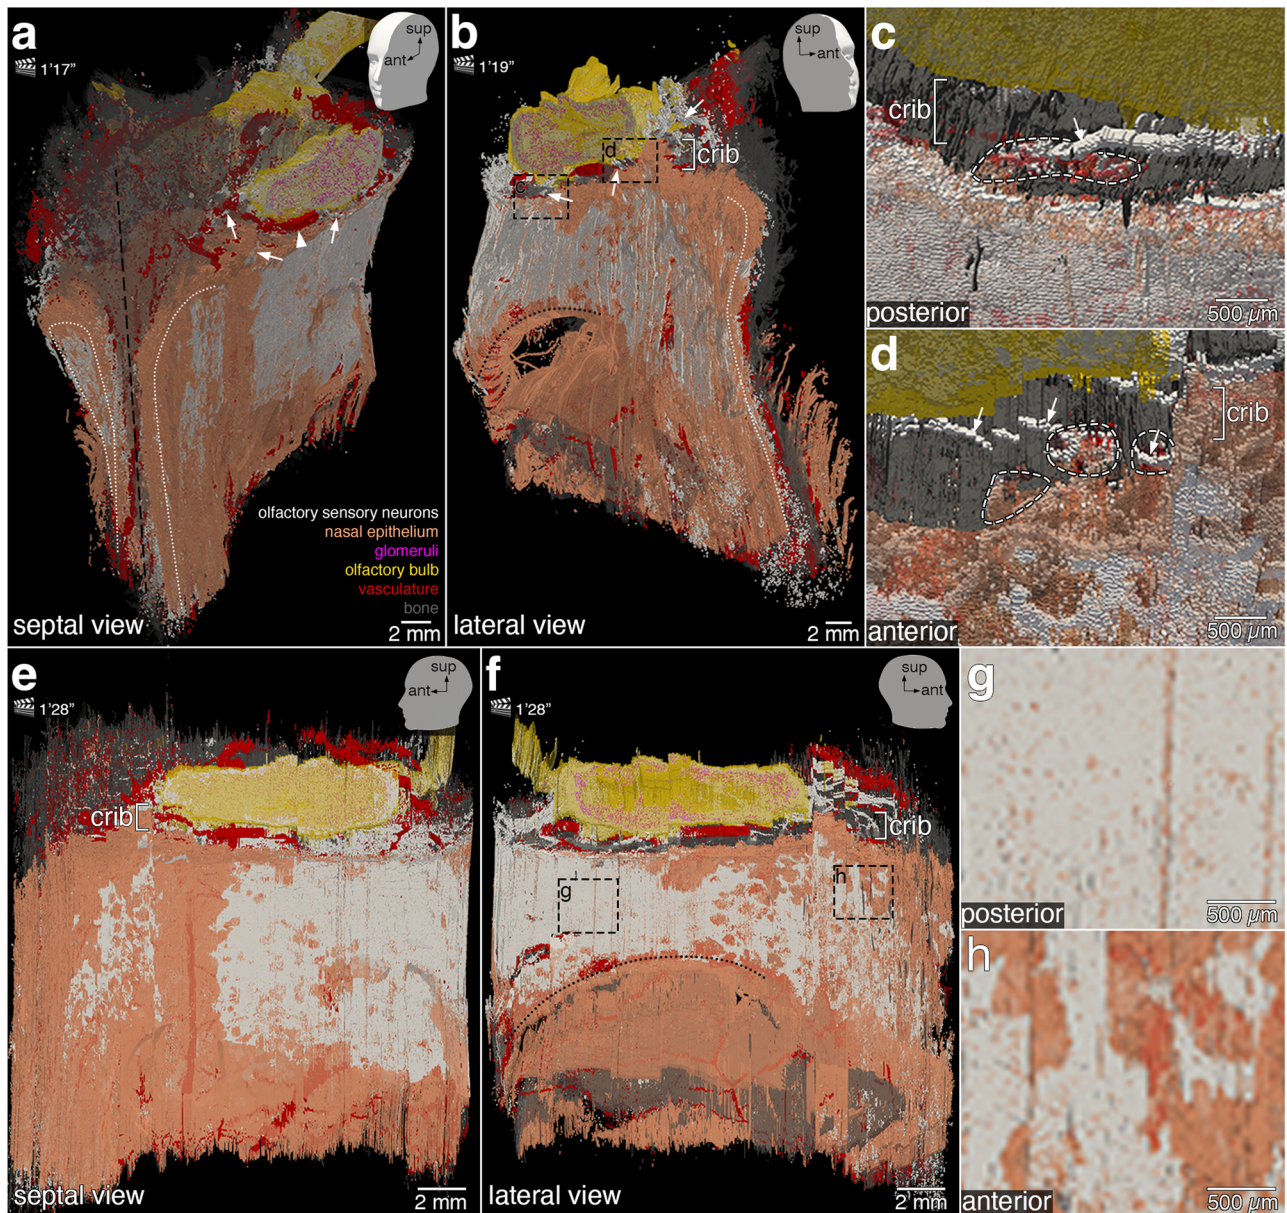 a
1'17"
sup
ant
olfactory sensory neurons
nasal epithelium
glomeruli
olfactory bulb
vasculature
bone
septal view
2 mm
b
1'19"
sup
ant
d
crib
c
lateral view
2 mm
c
crib
posterior
500 µm
d
crib
anterior
500 µm
e
1'28"
sup
ant
crib
septal view
2 mm
f
1'28"
sup
ant
crib
g
h
lateral view
2 mm
g
posterior
500 µm
h
anterior
500 µm